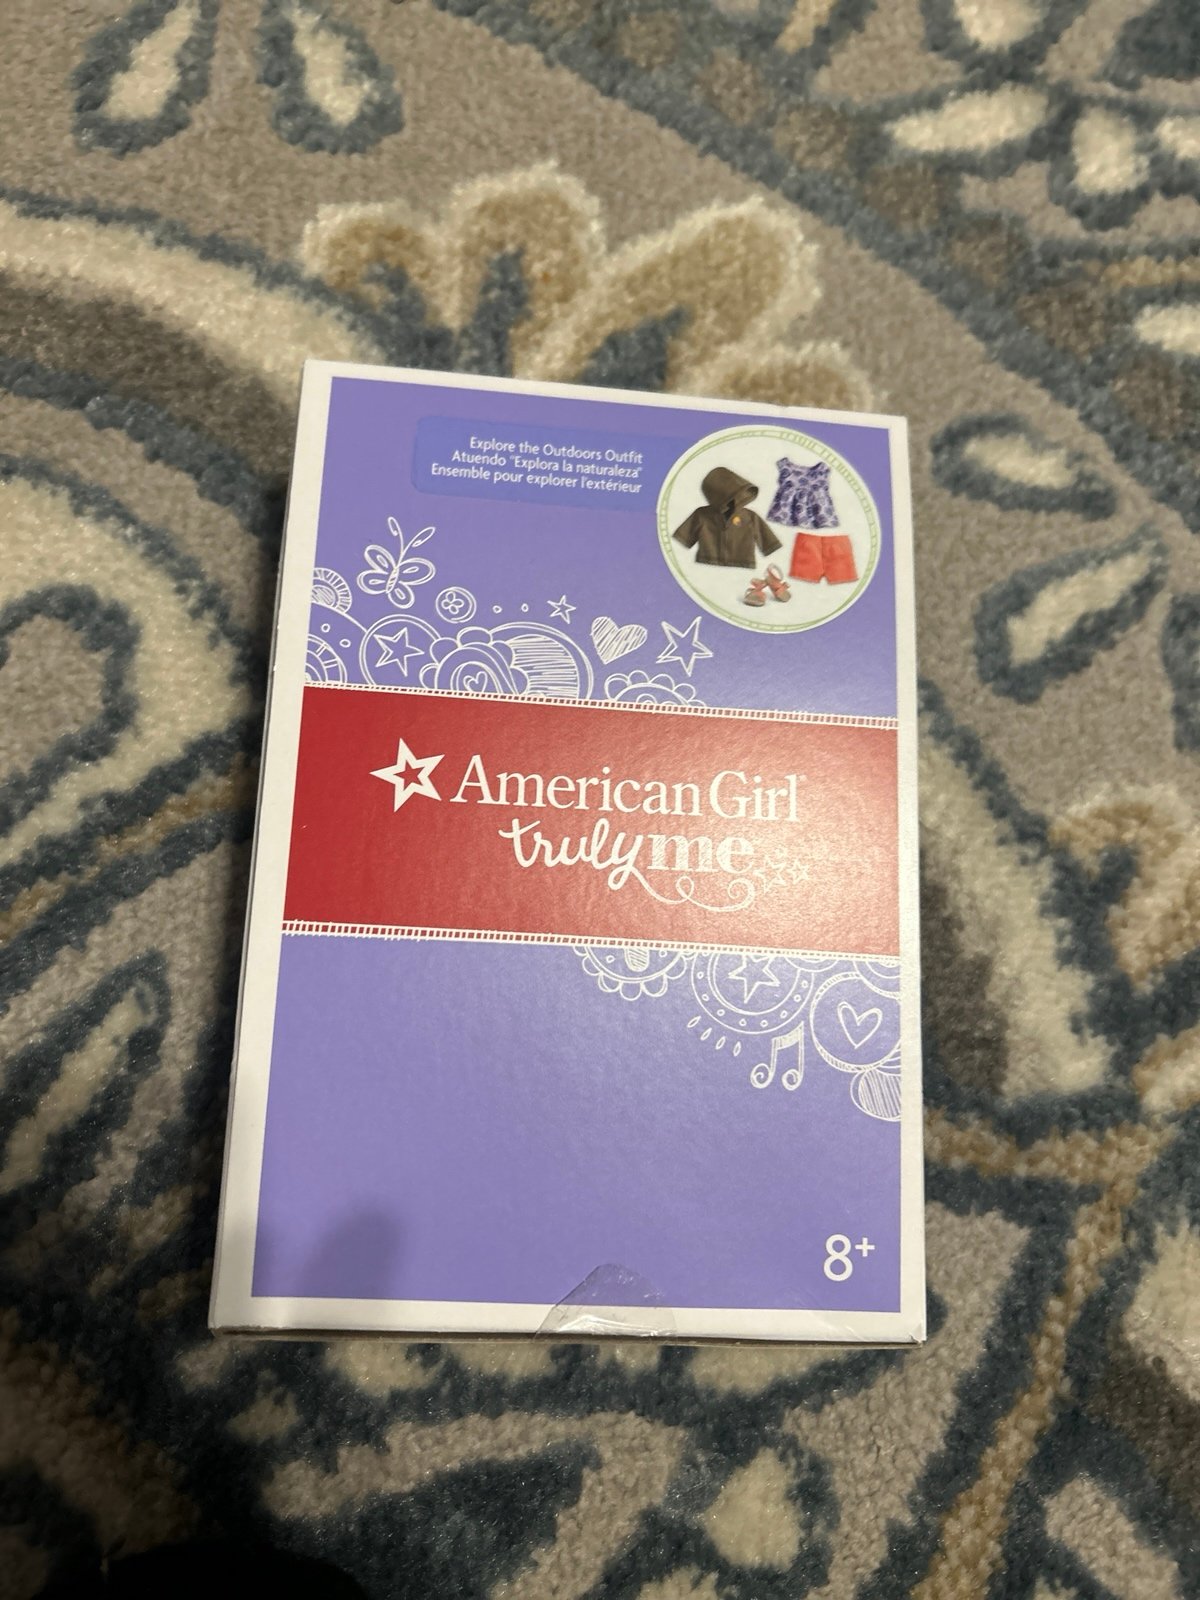 Explore the Outdoors Outfit
Atuendo "Explora la naturaleza"
Ensemble pour explorer l'extérieur
American Girl®
truly me
8+